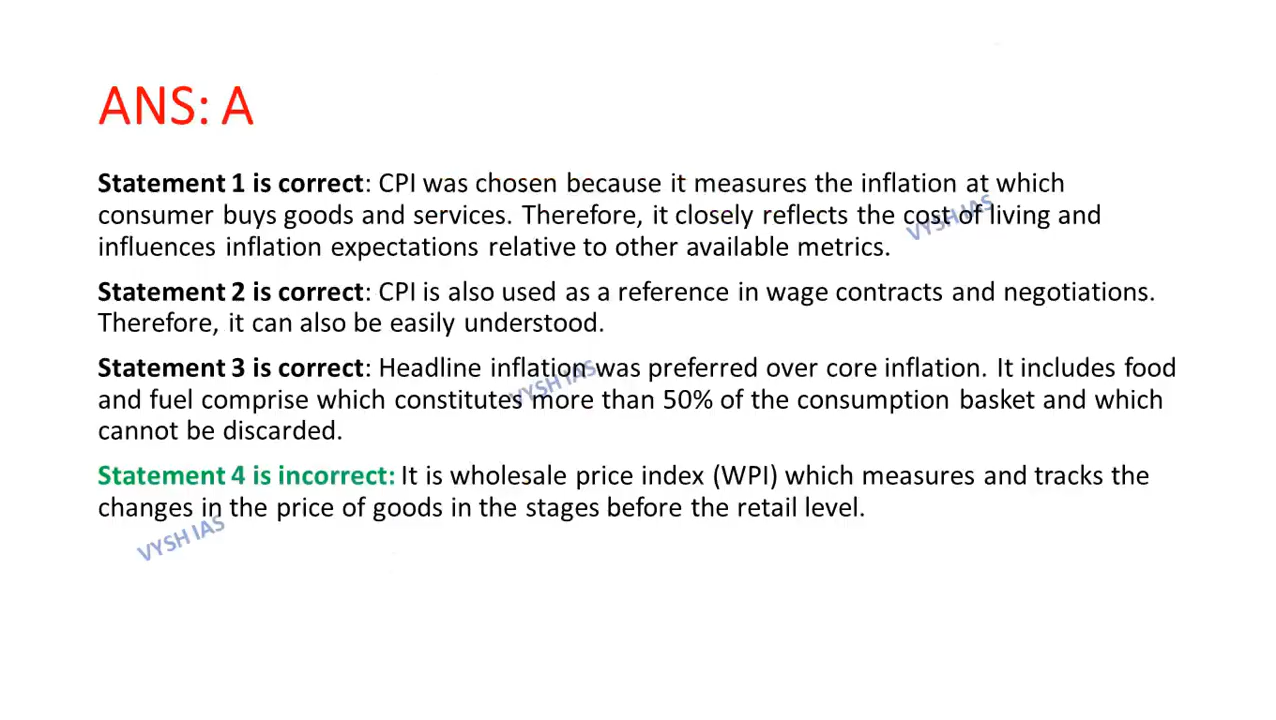 ANS: A
Statement 1 is correct: CPI was chosen because it measures the inflation at which
consumer buys goods and services. Therefore, it closely reflects the cost of living and
influences inflation expectations relative to other available metrics.
VYSH IAS
Statement 2 is correct: CPI is also used as a reference in wage contracts and negotiations.
Therefore, it can also be easily understood.
Statement 3 is correct: Headline inflation was preferred over core inflation. It includes food
and fuel comprise which constitutes more than 50% of the consumption basket and which
cannot be discarded.
VYSH IAS
Statement 4 is incorrect: It is wholesale price index (WPI) which measures and tracks the
changes in the price of goods in the stages before the retail level.
VYSH IAS